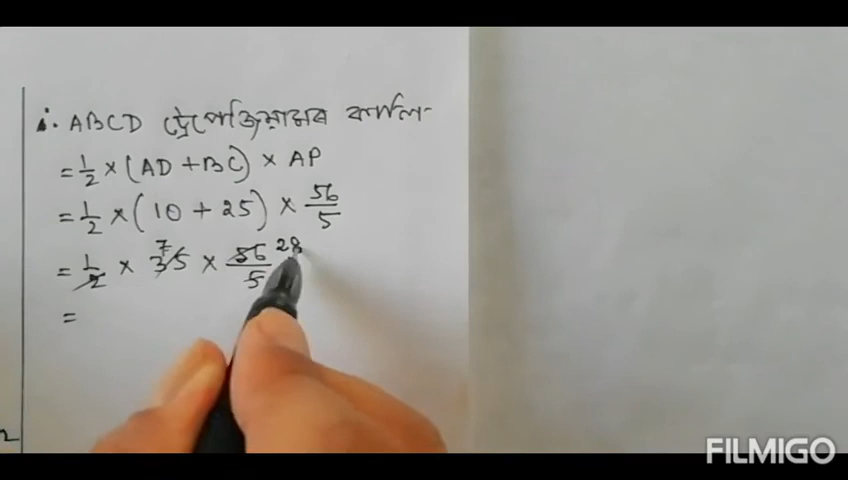 ∴ ABCD ট্ৰেপেজিয়ামৰ কালি
= 1/2 × (AD + BC) × AP
= 1/2 × (10 + 25) × 56/5
= 1/2 × 35 7 × 56/5 28
=
FILMIGO